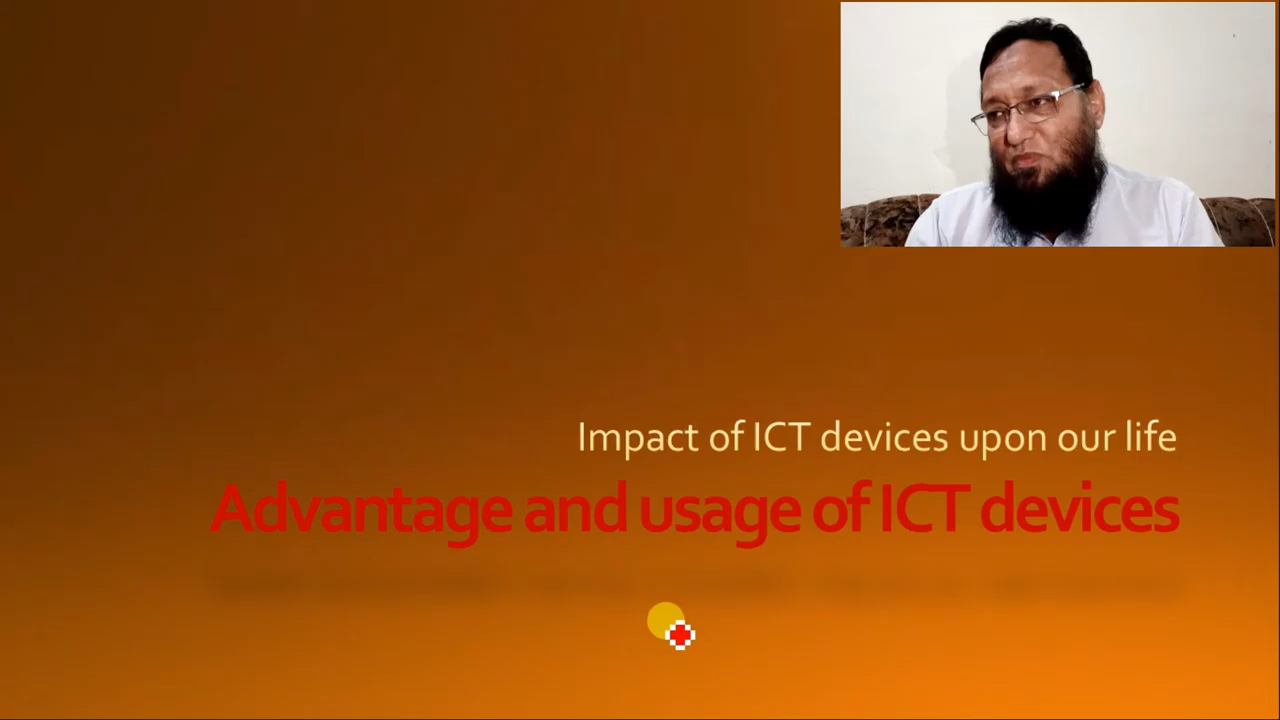 Impact of ICT devices upon our life
Advantage and usage of ICT devices